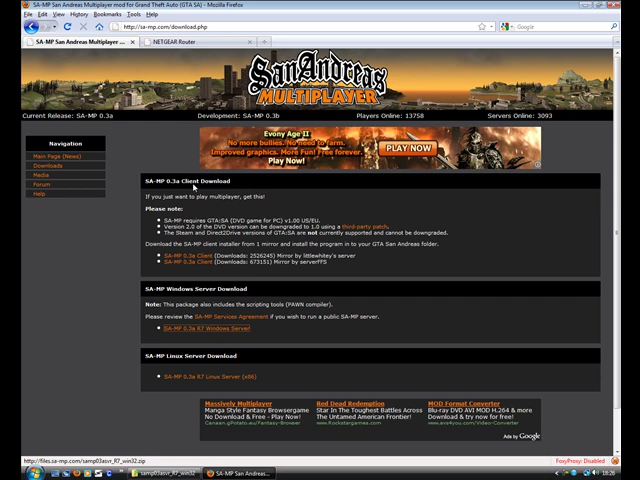 SA-MP San Andreas Multiplayer mod for Grand Theft Auto (GTA SA) - Mozilla Firefox
File Edit View History Bookmarks Tools Help
http://sa-mp.com/download.php
Google
SA-MP San Andreas Multiplayer ...
NETGEAR Router
San Andreas
MULTIPLAYER
Current Release: SA-MP 0.3a
Development: SA-MP 0.3b
Players Online: 13758
Servers Online: 3093
Evony Age II
No more bullies. No need to farm.
Improved graphics. More Fun! Free forever.
Play Now!
PLAY NOW
Navigation
Main Page (News)
Downloads
Media
Forum
Help
SA-MP 0.3a Client Download
If you just want to play multiplayer, get this!
Please note:
SA-MP requires GTA:SA (DVD game for PC) v1.00 US/EU.
Version 2.0 of the DVD version can be downgraded to 1.0 using a third-party patch.
The Steam and Direct2Drive versions of GTA:SA are not currently supported and cannot be downgraded.
Download the SA-MP client installer from 1 mirror and install the program in to your GTA San Andreas folder.
SA-MP 0.3a Client (Downloads: 2526245) Mirror by littlewhitey's server
SA-MP 0.3a Client (Downloads: 673151) Mirror by serverFFS
SA-MP Windows Server Download
Note: This package also includes the scripting tools (PAWN compiler).
Please review the SA-MP Services Agreement if you wish to run a public SA-MP server.
SA-MP 0.3a R7 Windows Server
SA-MP Linux Server Download
SA-MP 0.3a R7 Linux Server (x86)
Massively Multiplayer
Manga Style Fantasy Browsergame
No Download & Free - Play Now!
Canaan.gPotato.eu/Fantasy-Browser
Red Dead Redemption
Star In The Toughest Battles Across
The Untamed American Frontier!
www.Rockstargames.com
MOD Format Converter
Blu-ray DVD AVI MOD H.264 & more
Download & try now for free!
www.ava4you.com/Video-Converter
Ads by Google
http://files.sa-mp.com/samp03asvr_R7_win32.zip
FoxyProxy: Disabled
samp03asvr_R7_win32
SA-MP San Andreas...
18:26